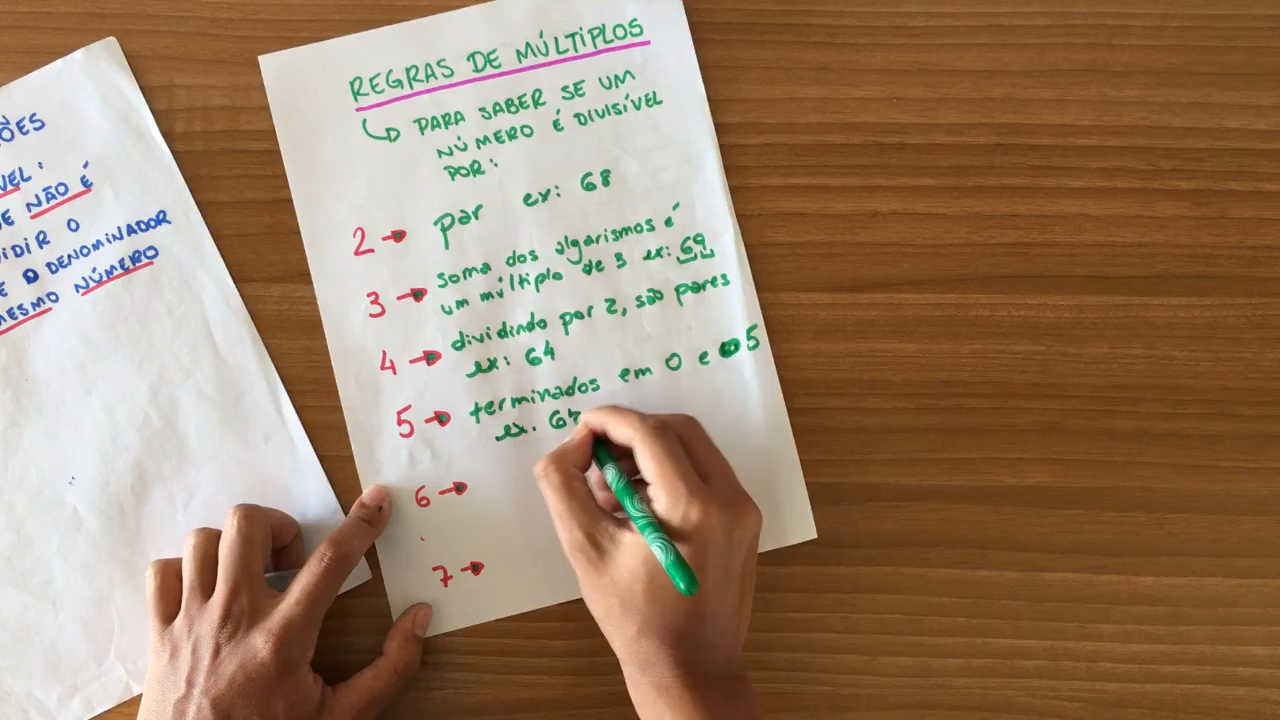 ÕES
VEL:
SE NÃO É
IDIR O
E O DENOMINADOR
MESMO NÚMERO
REGRAS DE MÚLTIPLOS
PARA SABER SE UM
NÚMERO É DIVISÍVEL
POR:
2 → par ex: 68
3 → soma dos algarismos é
um múltiplo de 3 ex: 69
4 → dividindo por 2, são pares
ex: 64
5 → terminados em 0 e 5
ex. 6
6 →
7 →